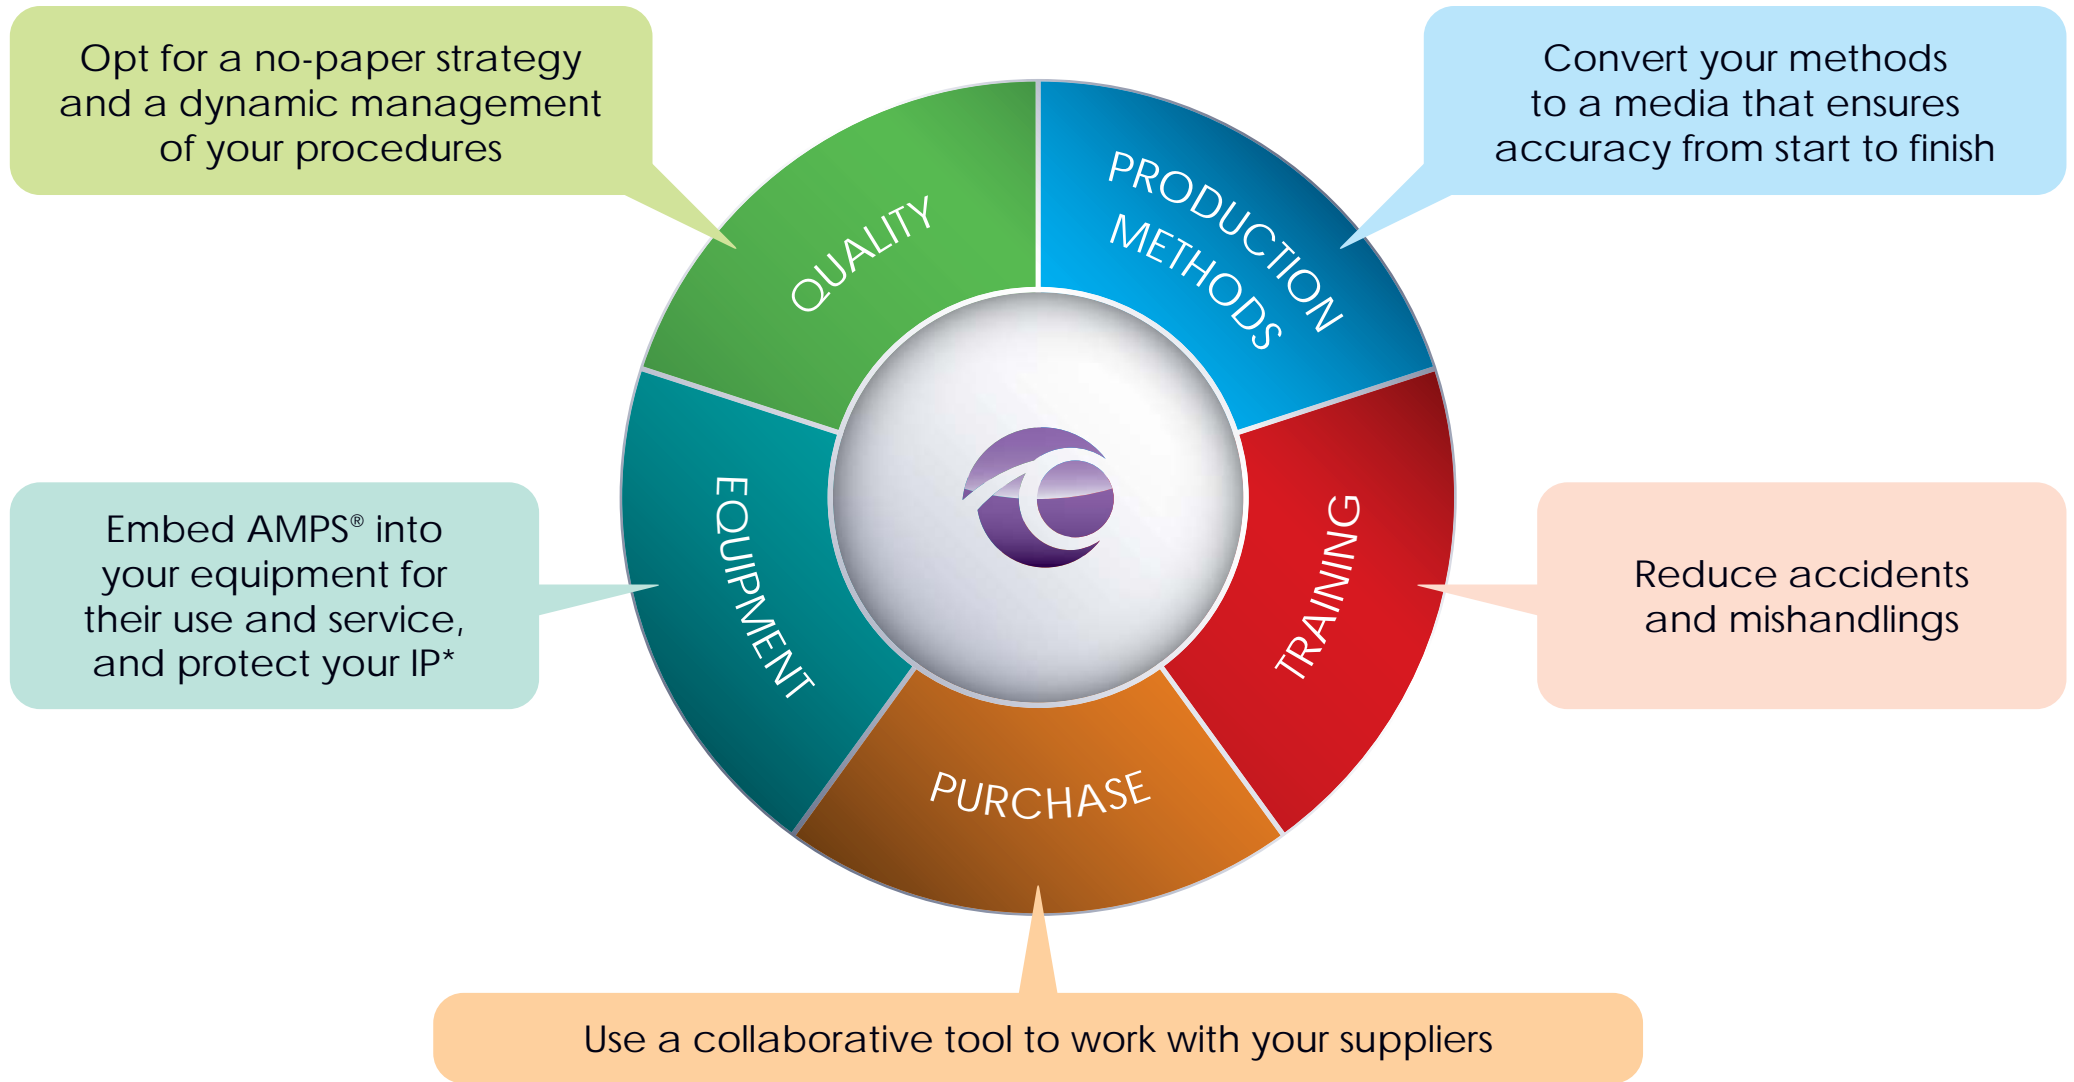 Opt for a no-paper strategy
and a dynamic management
of your procedures
Convert your methods
to a media that ensures
accuracy from start to finish
QUALITY
PRODUCTION
METHODS
Embed AMPS® into
your equipment for
their use and service,
and protect your IP*
EQUIPMENT
TRAINING
Reduce accidents
and mishandlings
PURCHASE
Use a collaborative tool to work with your suppliers